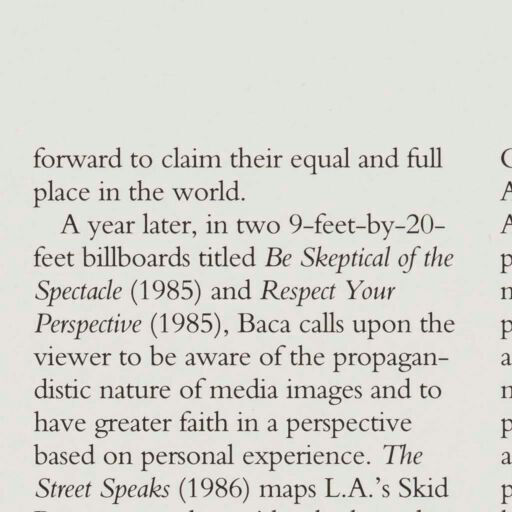 forward to claim their equal and full
place in the world.
A year later, in two 9-feet-by-20-
feet billboards titled Be Skeptical of the
Spectacle (1985) and Respect Your
Perspective (1985), Baca calls upon the
viewer to be aware of the propagan-
distic nature of media images and to
have greater faith in a perspective
based on personal experience. The
Street Speaks (1986) maps L.A.'s Skid